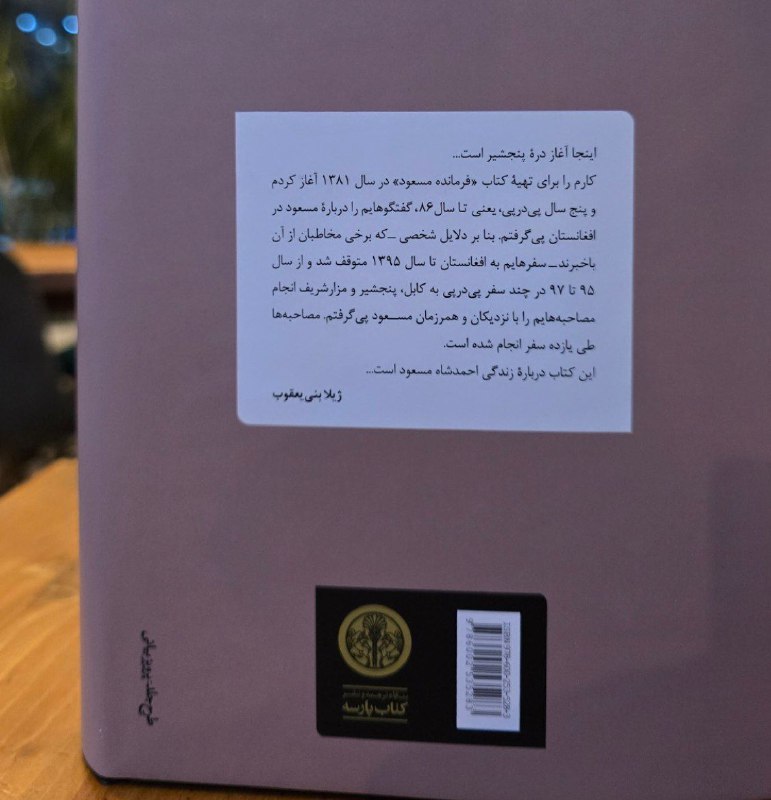 اینجا آغاز درهٔ پنجشیر است...
کارم را برای تهیهٔ کتاب «فرمانده مسعود» در سال ۱۳۸۱ آغاز کردم
و پنج سال پی‌درپی، یعنی تا سال ۸۶، گفتگوهایم را دربارهٔ مسعود در
افغانستان پی‌گرفتم. بنا بر دلایل شخصی ـ که برخی مخاطبان از آن
باخبرند ـ سفرهایم به افغانستان تا سال ۱۳۹۵ متوقف شد و از سال
۹۵ تا ۹۷ در چند سفر پی‌درپی به کابل، پنجشیر و مزارشریف انجام
مصاحبه‌هایم را با نزدیکان و همرزمان مسعود پی‌گرفتم. مصاحبه‌ها
طی یازده سفر انجام شده است.
این کتاب دربارهٔ زندگی احمدشاه مسعود است...
ژیلا بنی‌یعقوب
بنگاه ترجمه و نشر
کتاب پارسه
طرح جلد: